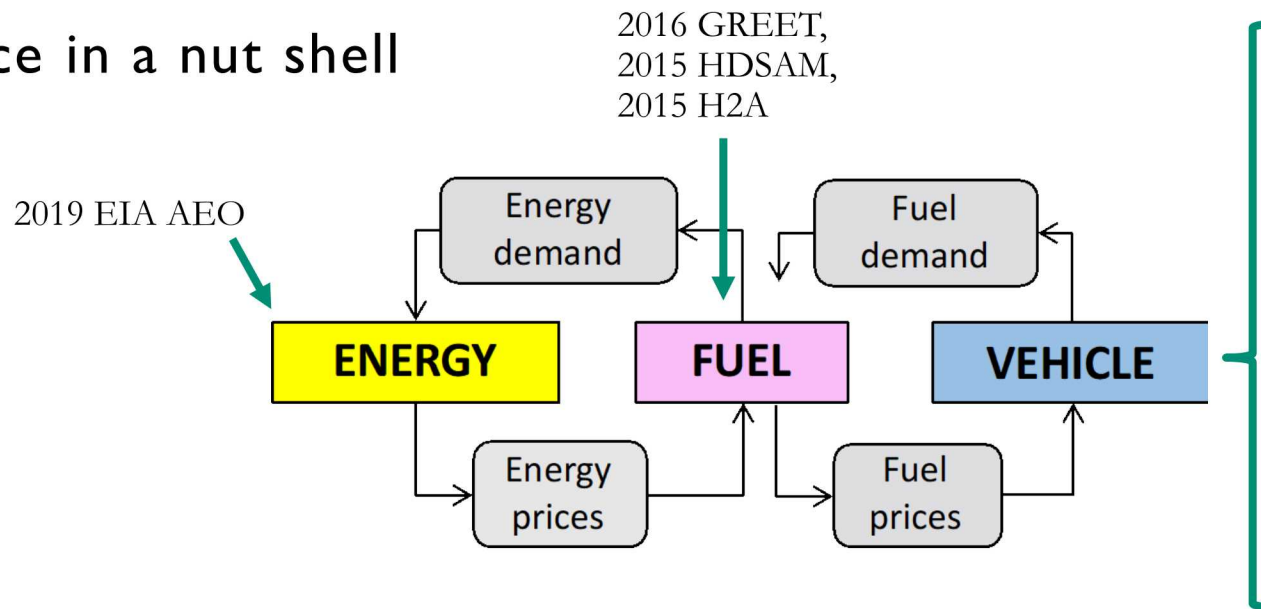 ce in a nut shell
2016 GREET,
2015 HDSAM,
2015 H2A
2019 EIA AEO
Energy
demand
Fuel
demand
ENERGY
FUEL
VEHICLE
Energy
prices
Fuel
prices